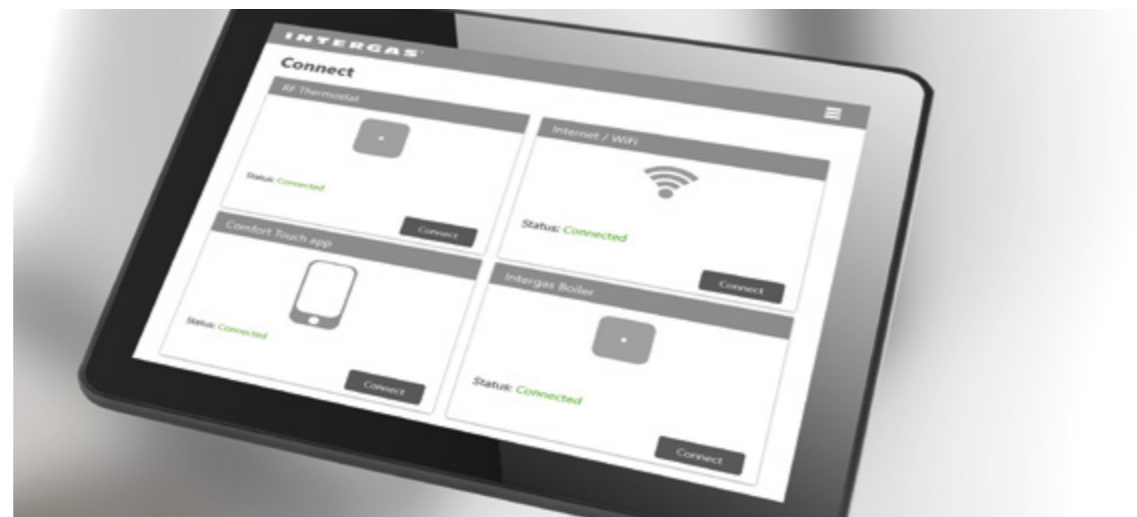 INTERGAS
Connect
RF Thermostat
Status: Connected
Connect
Internet / WiFi
Status: Connected
Connect
Comfort Touch app
Status: Connected
Connect
Intergas Boiler
Status: Connected
Connect